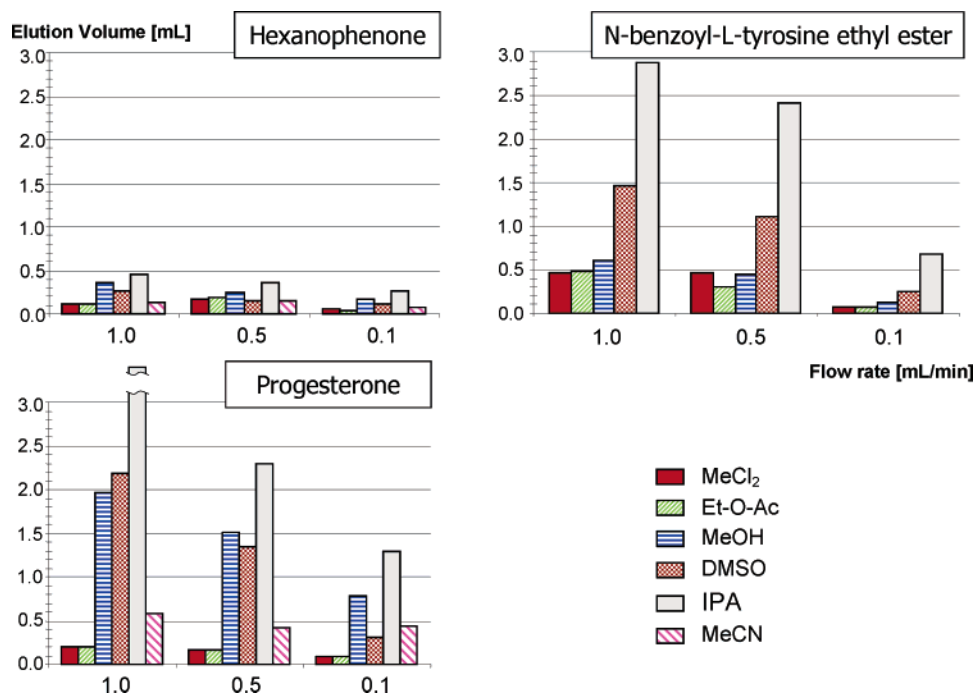 Elution Volume [mL]
Hexanophenone
3.0
2.5
2.0
1.5
1.0
0.5
0.0
1.0 0.5 0.1
N-benzoyl-L-tyrosine ethyl ester
3.0
2.5
2.0
1.5
1.0
0.5
0.0
1.0 0.5 0.1
Flow rate [mL/min]
Progesterone
3.0
2.5
2.0
1.5
1.0
0.5
0.0
1.0 0.5 0.1
MeCl₂
Et-O-Ac
MeOH
DMSO
IPA
MeCN